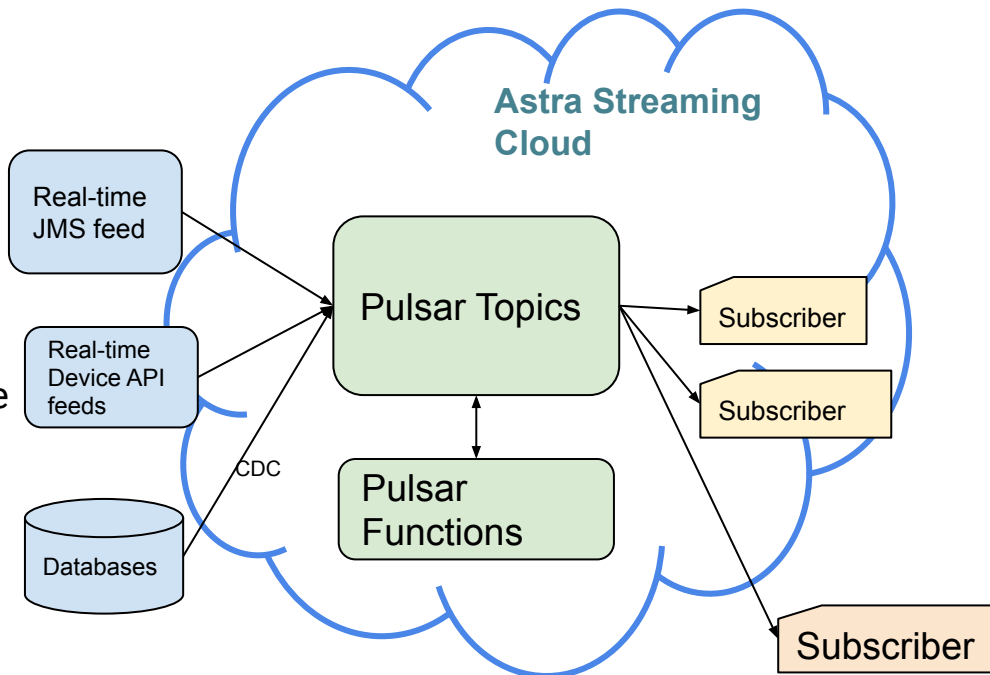 Astra Streaming
Cloud
Real-time
JMS feed
Pulsar Topics
Subscriber
Real-time
Device API
feeds
e
Subscriber
CDC
Pulsar
Functions
Databases
Subscriber